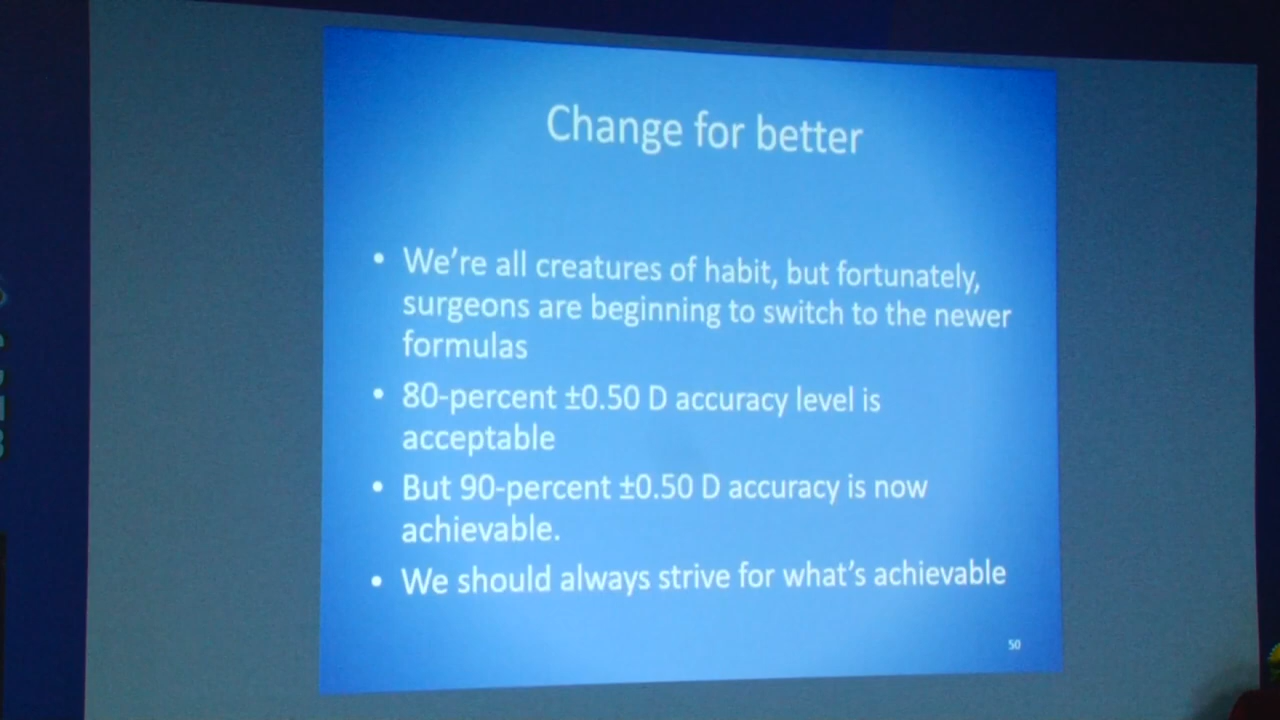 Change for better
• We're all creatures of habit, but fortunately,
surgeons are beginning to switch to the newer
formulas
• 80-percent ±0.50 D accuracy level is
acceptable
• But 90-percent ±0.50 D accuracy is now
achievable.
• We should always strive for what's achievable
50